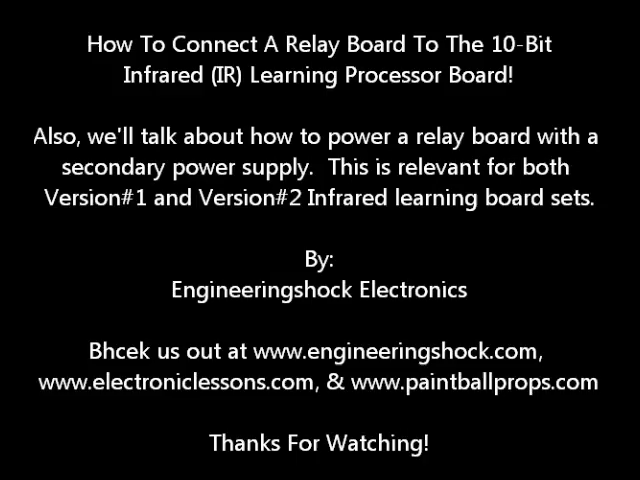 How To Connect A Relay Board To The 10-Bit
Infrared (IR) Learning Processor Board!
Also, we'll talk about how to power a relay board with a
secondary power supply.  This is relevant for both
Version#1 and Version#2 Infrared learning board sets.
By:
Engineeringshock Electronics
Bhcek us out at www.engineeringshock.com,
www.electroniclessons.com, & www.paintballprops.com
Thanks For Watching!